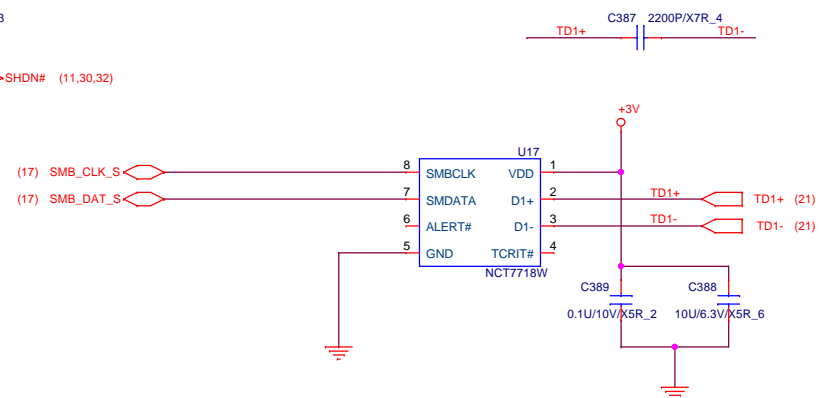 3
C387 2200P/X7R_4
TD1+ TD1-
SHDN# (11,30,32)
+3V
U17
(17) SMB_CLK_S 8 SMBCLK VDD 1
(17) SMB_DAT_S 7 SMDATA D1+ 2 TD1+ TD1+ (21)
6 ALERT# D1- 3 TD1- TD1- (21)
5 GND TCRIT# 4
NCT7718W
C389 C388
0.1U/10V/X5R_2 10U/6.3V/X5R_6